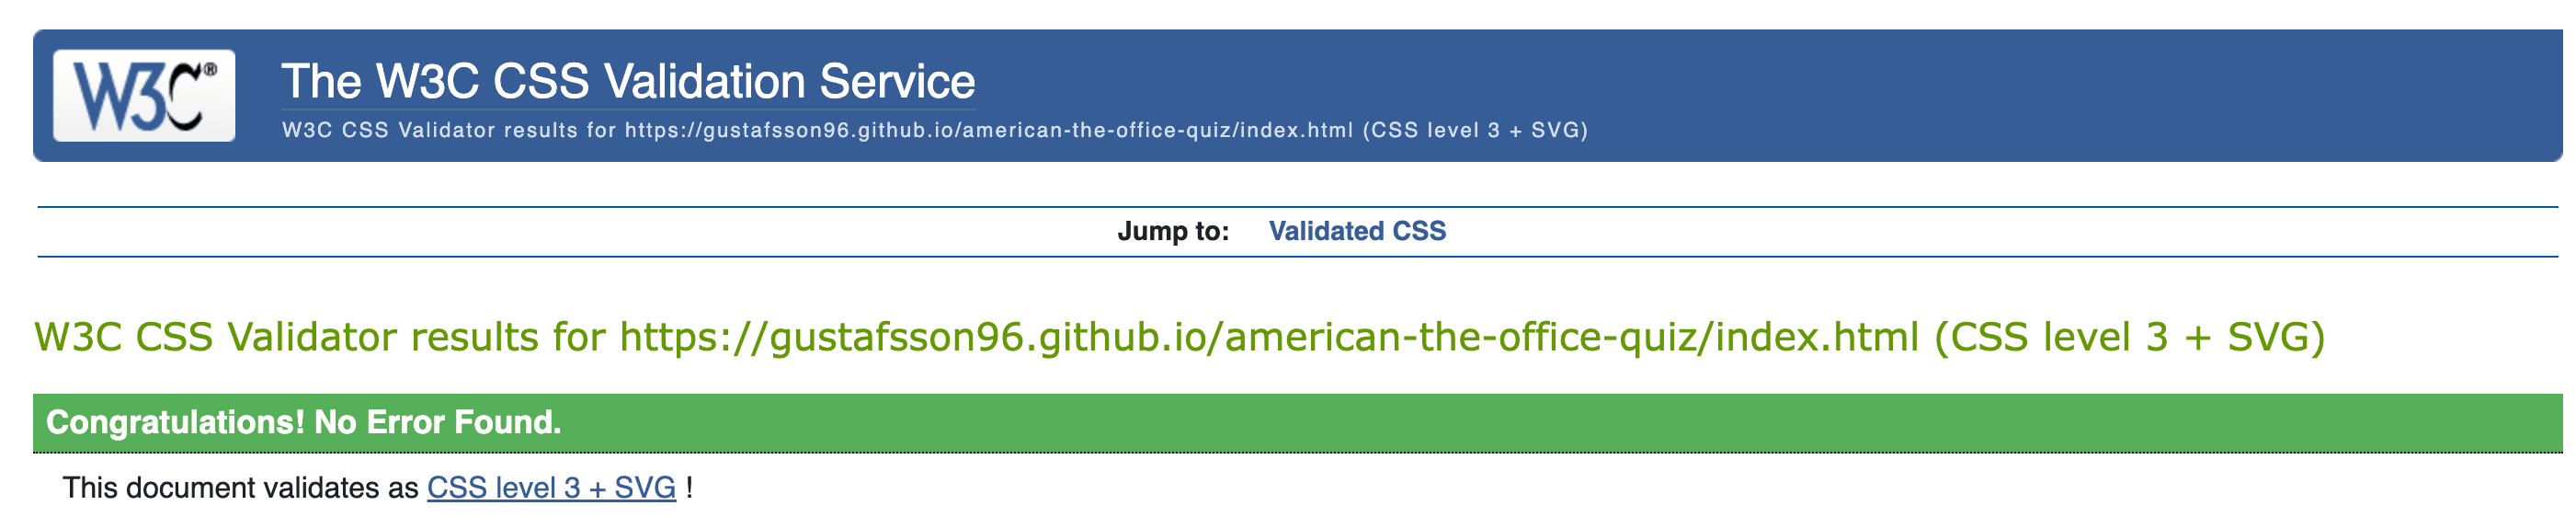 W3C®
The W3C CSS Validation Service
W3C CSS Validator results for https://gustafsson96.github.io/american-the-office-quiz/index.html (CSS level 3 + SVG)
Jump to: Validated CSS
W3C CSS Validator results for https://gustafsson96.github.io/american-the-office-quiz/index.html (CSS level 3 + SVG)
Congratulations! No Error Found.
This document validates as CSS level 3 + SVG !